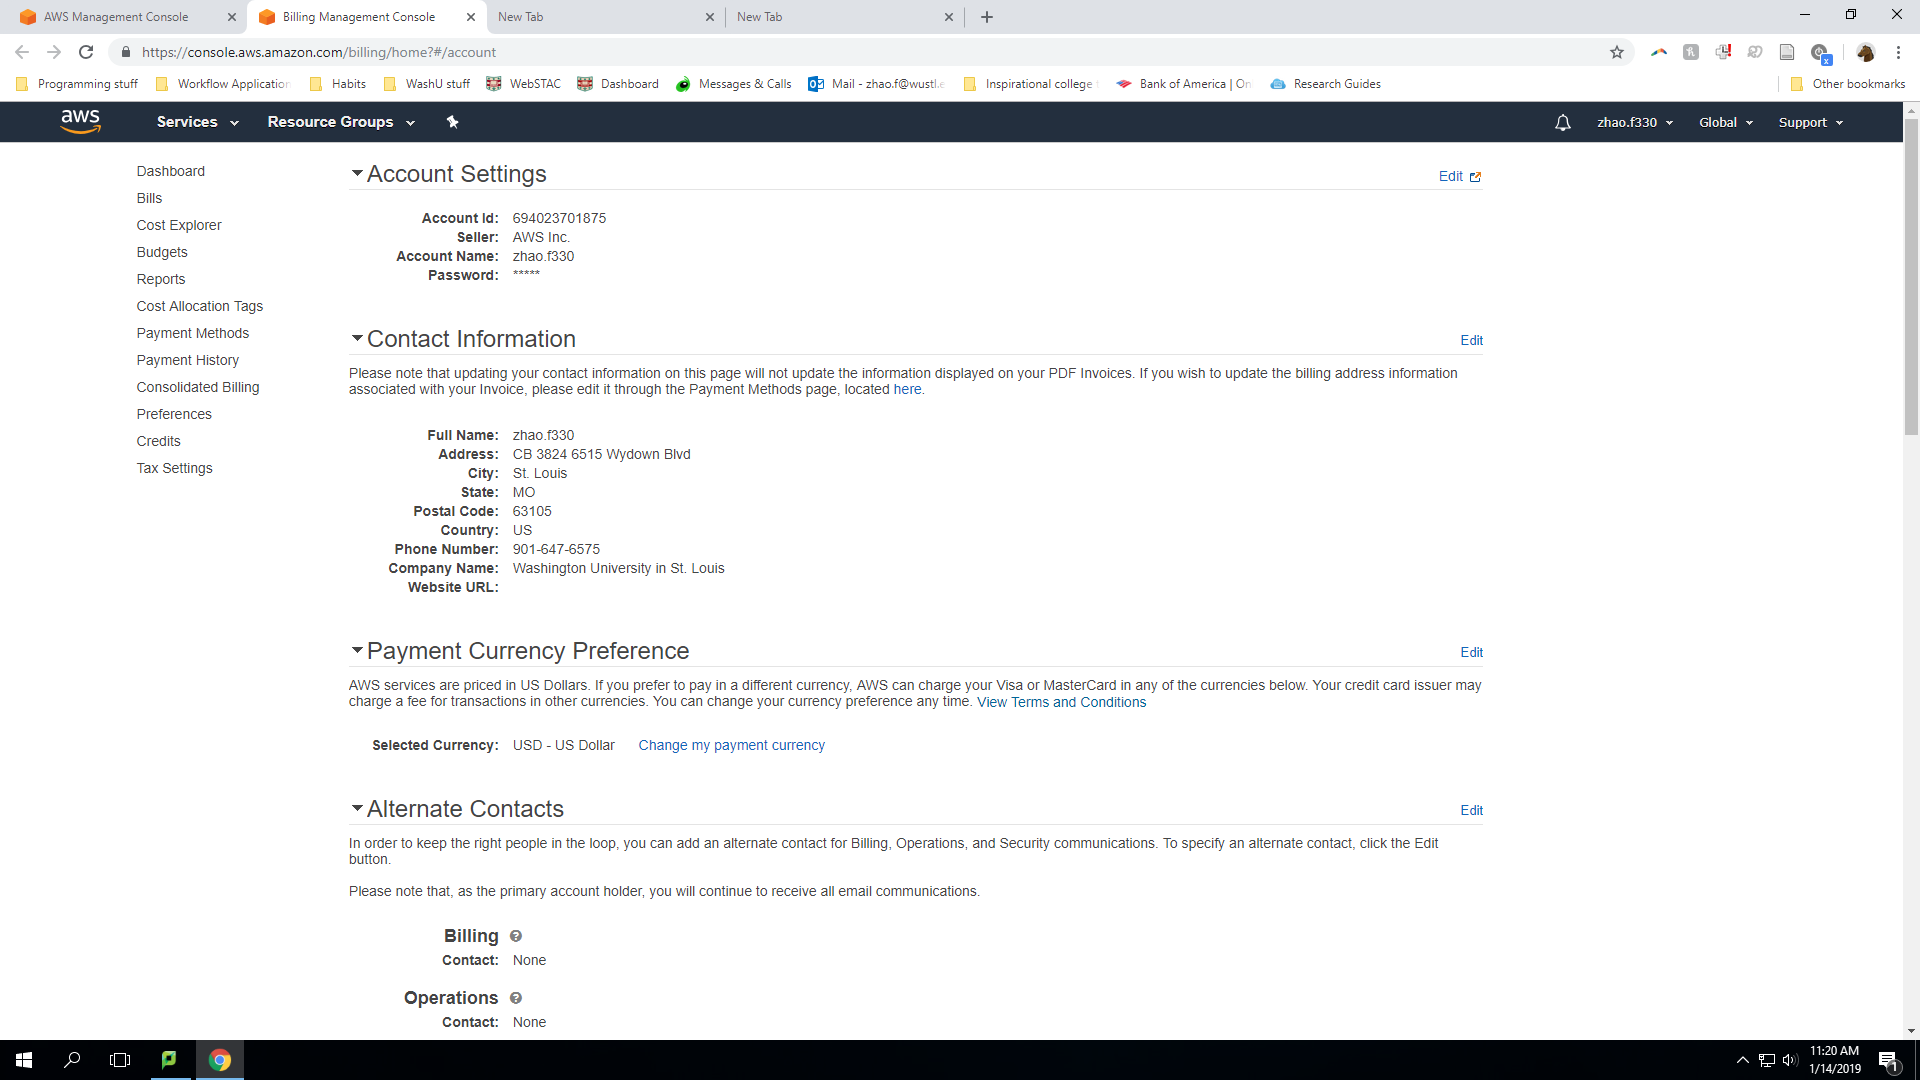 AWS Management Console
Billing Management Console
New Tab
New Tab
https://console.aws.amazon.com/billing/home?#/account
Programming stuff
Workflow Application
Habits
WashU stuff
WebSTAC
Dashboard
Messages & Calls
Mail - zhao.f@wustl.e
Inspirational college
Bank of America | On
Research Guides
Other bookmarks
aws
Services
Resource Groups
zhao.f330
Global
Support
Dashboard
Bills
Cost Explorer
Budgets
Reports
Cost Allocation Tags
Payment Methods
Payment History
Consolidated Billing
Preferences
Credits
Tax Settings
Account Settings
Edit
Account Id: 694023701875
Seller: AWS Inc.
Account Name: zhao.f330
Password: *****
Contact Information
Edit
Please note that updating your contact information on this page will not update the information displayed on your PDF Invoices. If you wish to update the billing address information
associated with your Invoice, please edit it through the Payment Methods page, located here.
Full Name: zhao.f330
Address: CB 3824 6515 Wydown Blvd
City: St. Louis
State: MO
Postal Code: 63105
Country: US
Phone Number: 901-647-6575
Company Name: Washington University in St. Louis
Website URL:
Payment Currency Preference
Edit
AWS services are priced in US Dollars. If you prefer to pay in a different currency, AWS can charge your Visa or MasterCard in any of the currencies below. Your credit card issuer may
charge a fee for transactions in other currencies. You can change your currency preference any time. View Terms and Conditions
Selected Currency: USD - US Dollar Change my payment currency
Alternate Contacts
Edit
In order to keep the right people in the loop, you can add an alternate contact for Billing, Operations, and Security communications. To specify an alternate contact, click the Edit
button.
Please note that, as the primary account holder, you will continue to receive all email communications.
Billing
Contact: None
Operations
Contact: None
11:20 AM
1/14/2019
1